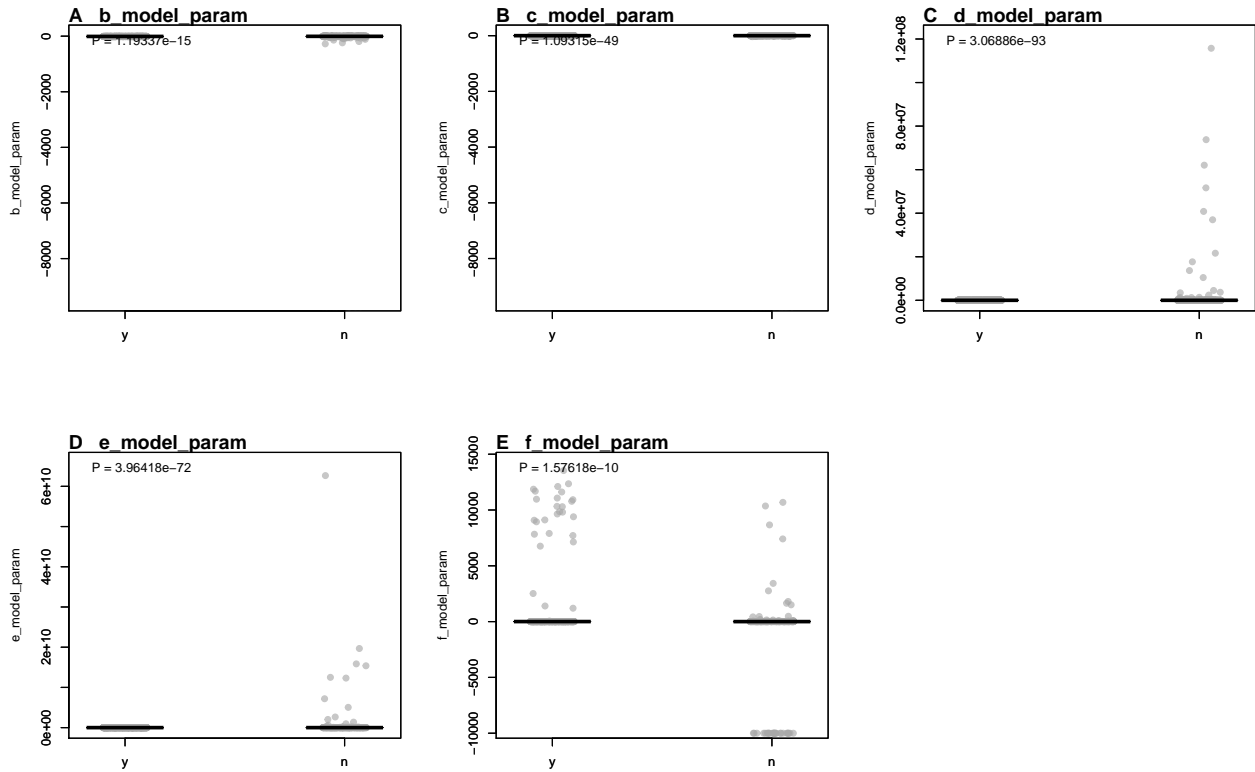 A b_model_param
P = 1.19337e−15
b_model_param
0
−2000
−4000
−6000
−8000
y n
B c_model_param
P = 1.09315e−49
c_model_param
0
−2000
−4000
−6000
−8000
y n
C d_model_param
P = 3.06886e−93
d_model_param
1.2e+08
8.0e+07
4.0e+07
0.0e+00
y n
D e_model_param
P = 3.96418e−72
e_model_param
6e+10
4e+10
2e+10
0e+00
y n
E f_model_param
P = 1.57618e−10
f_model_param
15000
10000
5000
0
−5000
−10000
y n